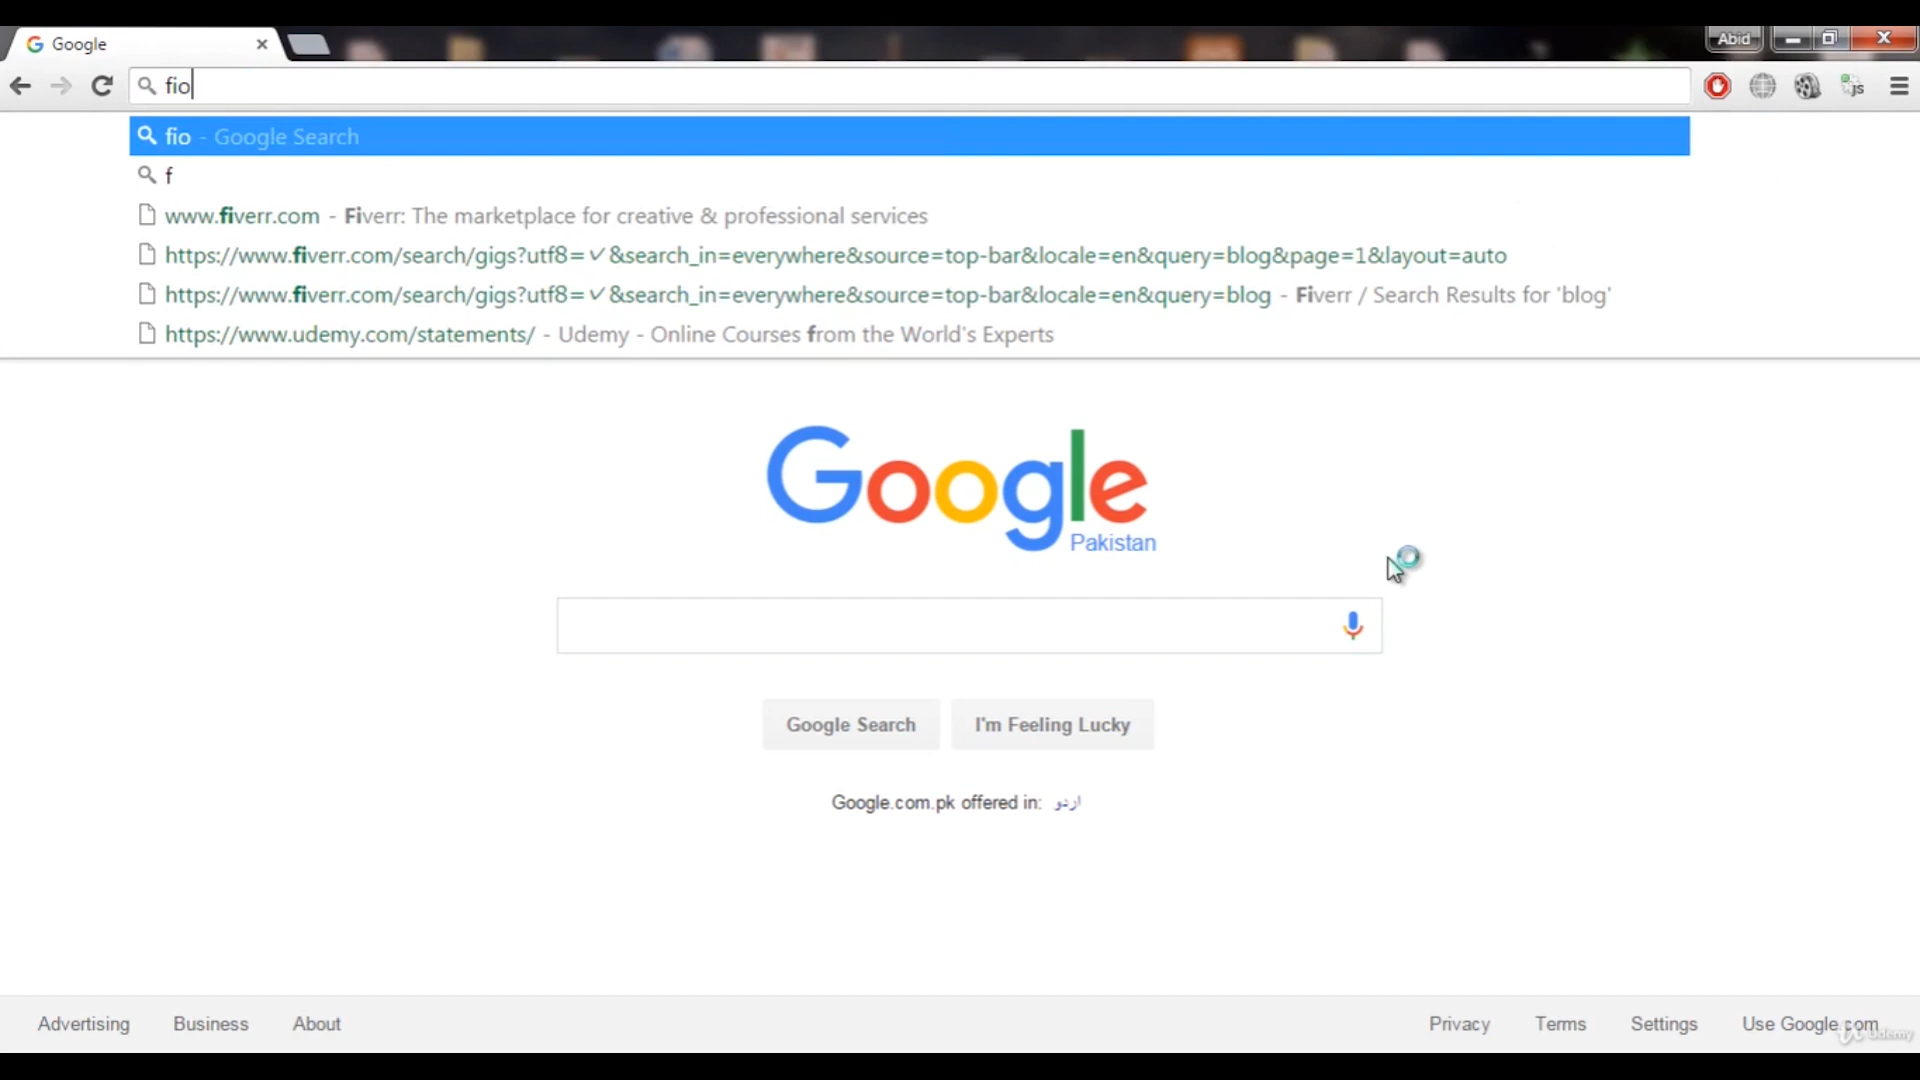 Google
Abid
fio
fio - Google Search
f
www.fiverr.com - Fiverr: The marketplace for creative & professional services
https://www.fiverr.com/search/gigs?utf8=✓&search_in=everywhere&source=top-bar&locale=en&query=blog&page=1&layout=auto
https://www.fiverr.com/search/gigs?utf8=✓&search_in=everywhere&source=top-bar&locale=en&query=blog - Fiverr / Search Results for 'blog'
https://www.udemy.com/statements/ - Udemy - Online Courses from the World's Experts
Google
Pakistan
Google Search I'm Feeling Lucky
Google.com.pk offered in: اردو
Advertising Business About Privacy Terms Settings Use Google.com
Udemy